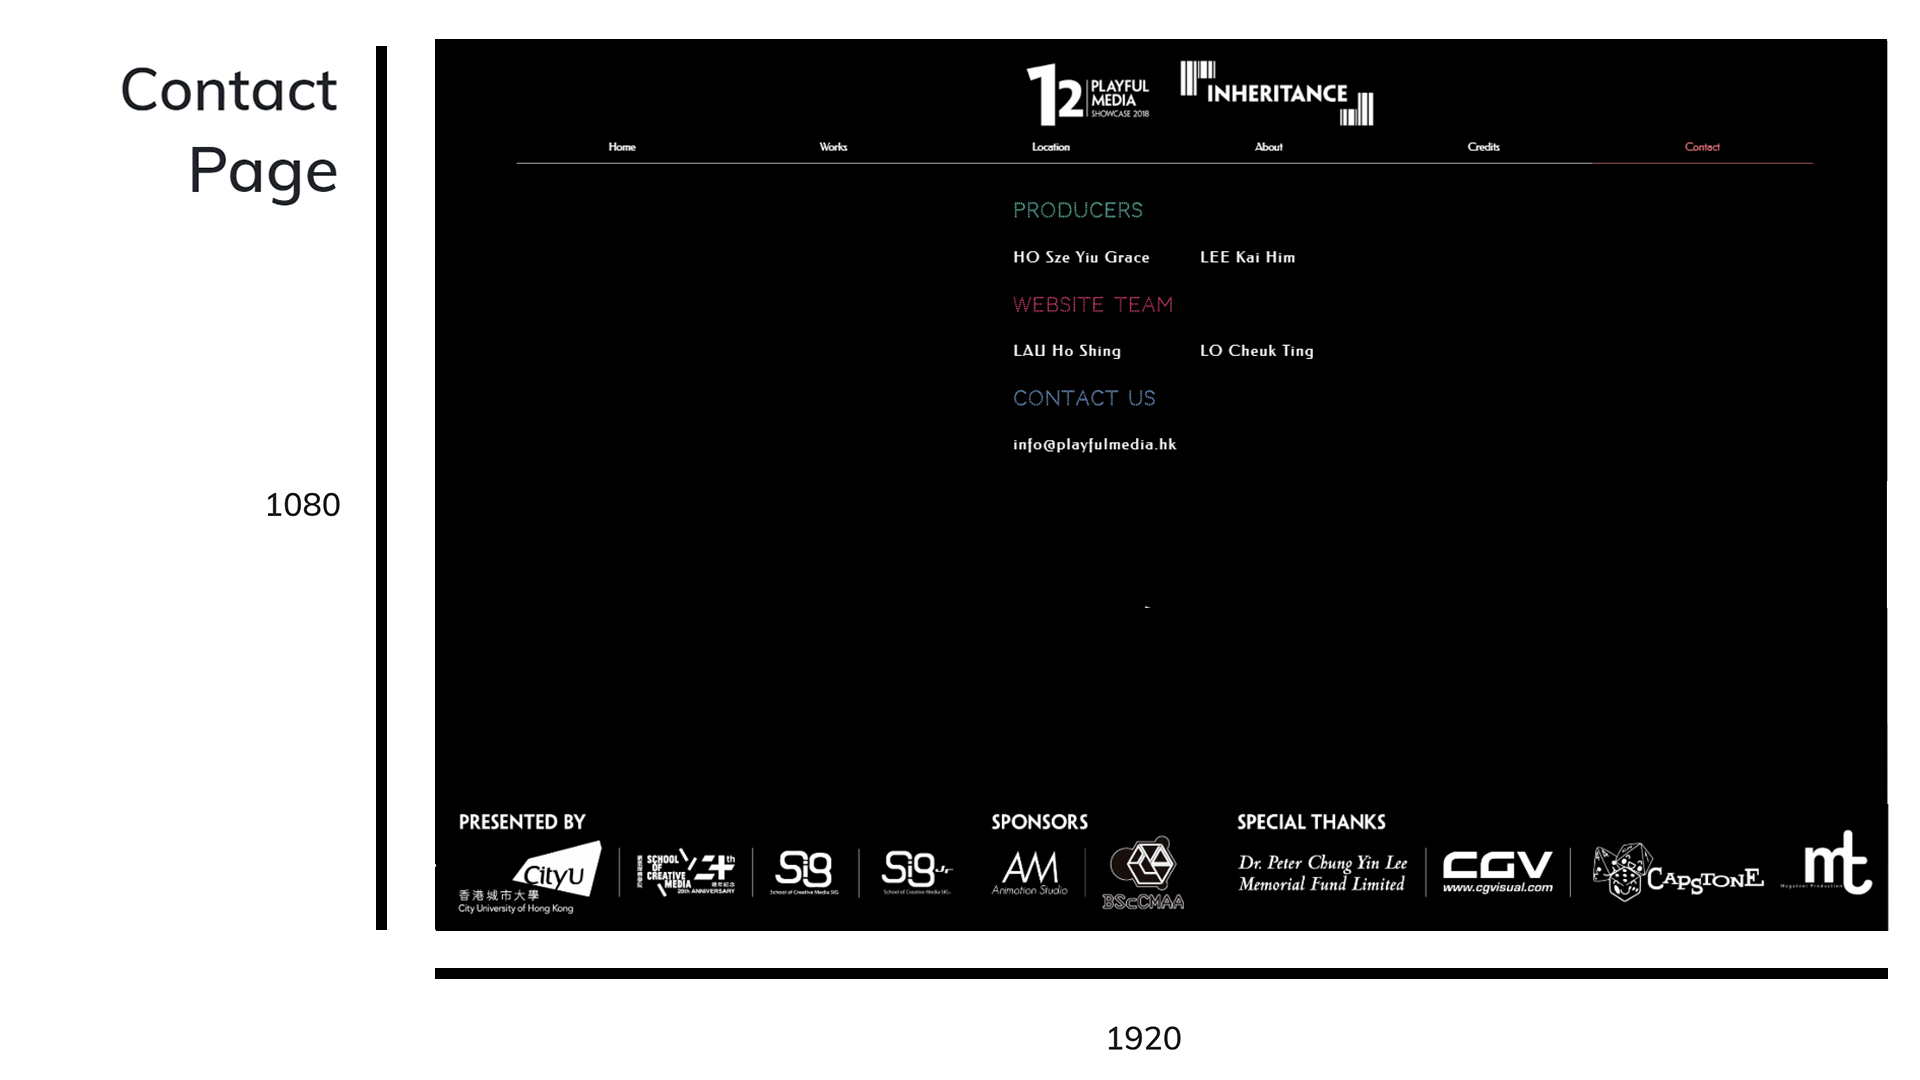 Contact
Page
1080
12 PLAYFUL
MEDIA
SHOWCASE 2018
INHERITANCE
Home Works Location About Credits Contact
PRODUCERS
HO Sze Yiu Grace LEE Kai Him
WEBSITE TEAM
LAU Ho Shing LO Cheuk Ting
CONTACT US
info@playfulmedia.hk
PRESENTED BY
CityU
香港城市大學
City University of Hong Kong
SCHOOL
OF
CREATIVE
MEDIA
th
20th ANNIVERSARY
Sig
School of Creative Media SIG
Sig Jr
School of Creative Media SIG
SPONSORS
AM
Animation Studio
BScCMAA
SPECIAL THANKS
Dr. Peter Chung Yin Lee
Memorial Fund Limited
CGV
www.cgvisual.com
CAPSTONE
mt
Megatoni Production
1920